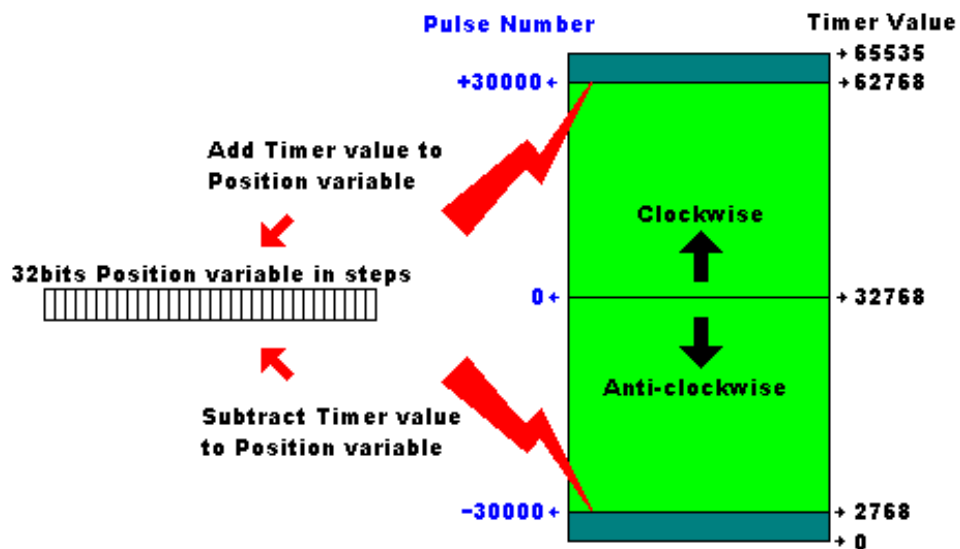 Pulse Number
Timer Value
→ 65535
+30000 ←
→ 62768
Add Timer value to
Position variable
Clockwise
32bits Position variable in steps
0 ←
→ 32768
Anti-clockwise
Subtract Timer value
to Position variable
-30000 ←
→ 2768
→ 0